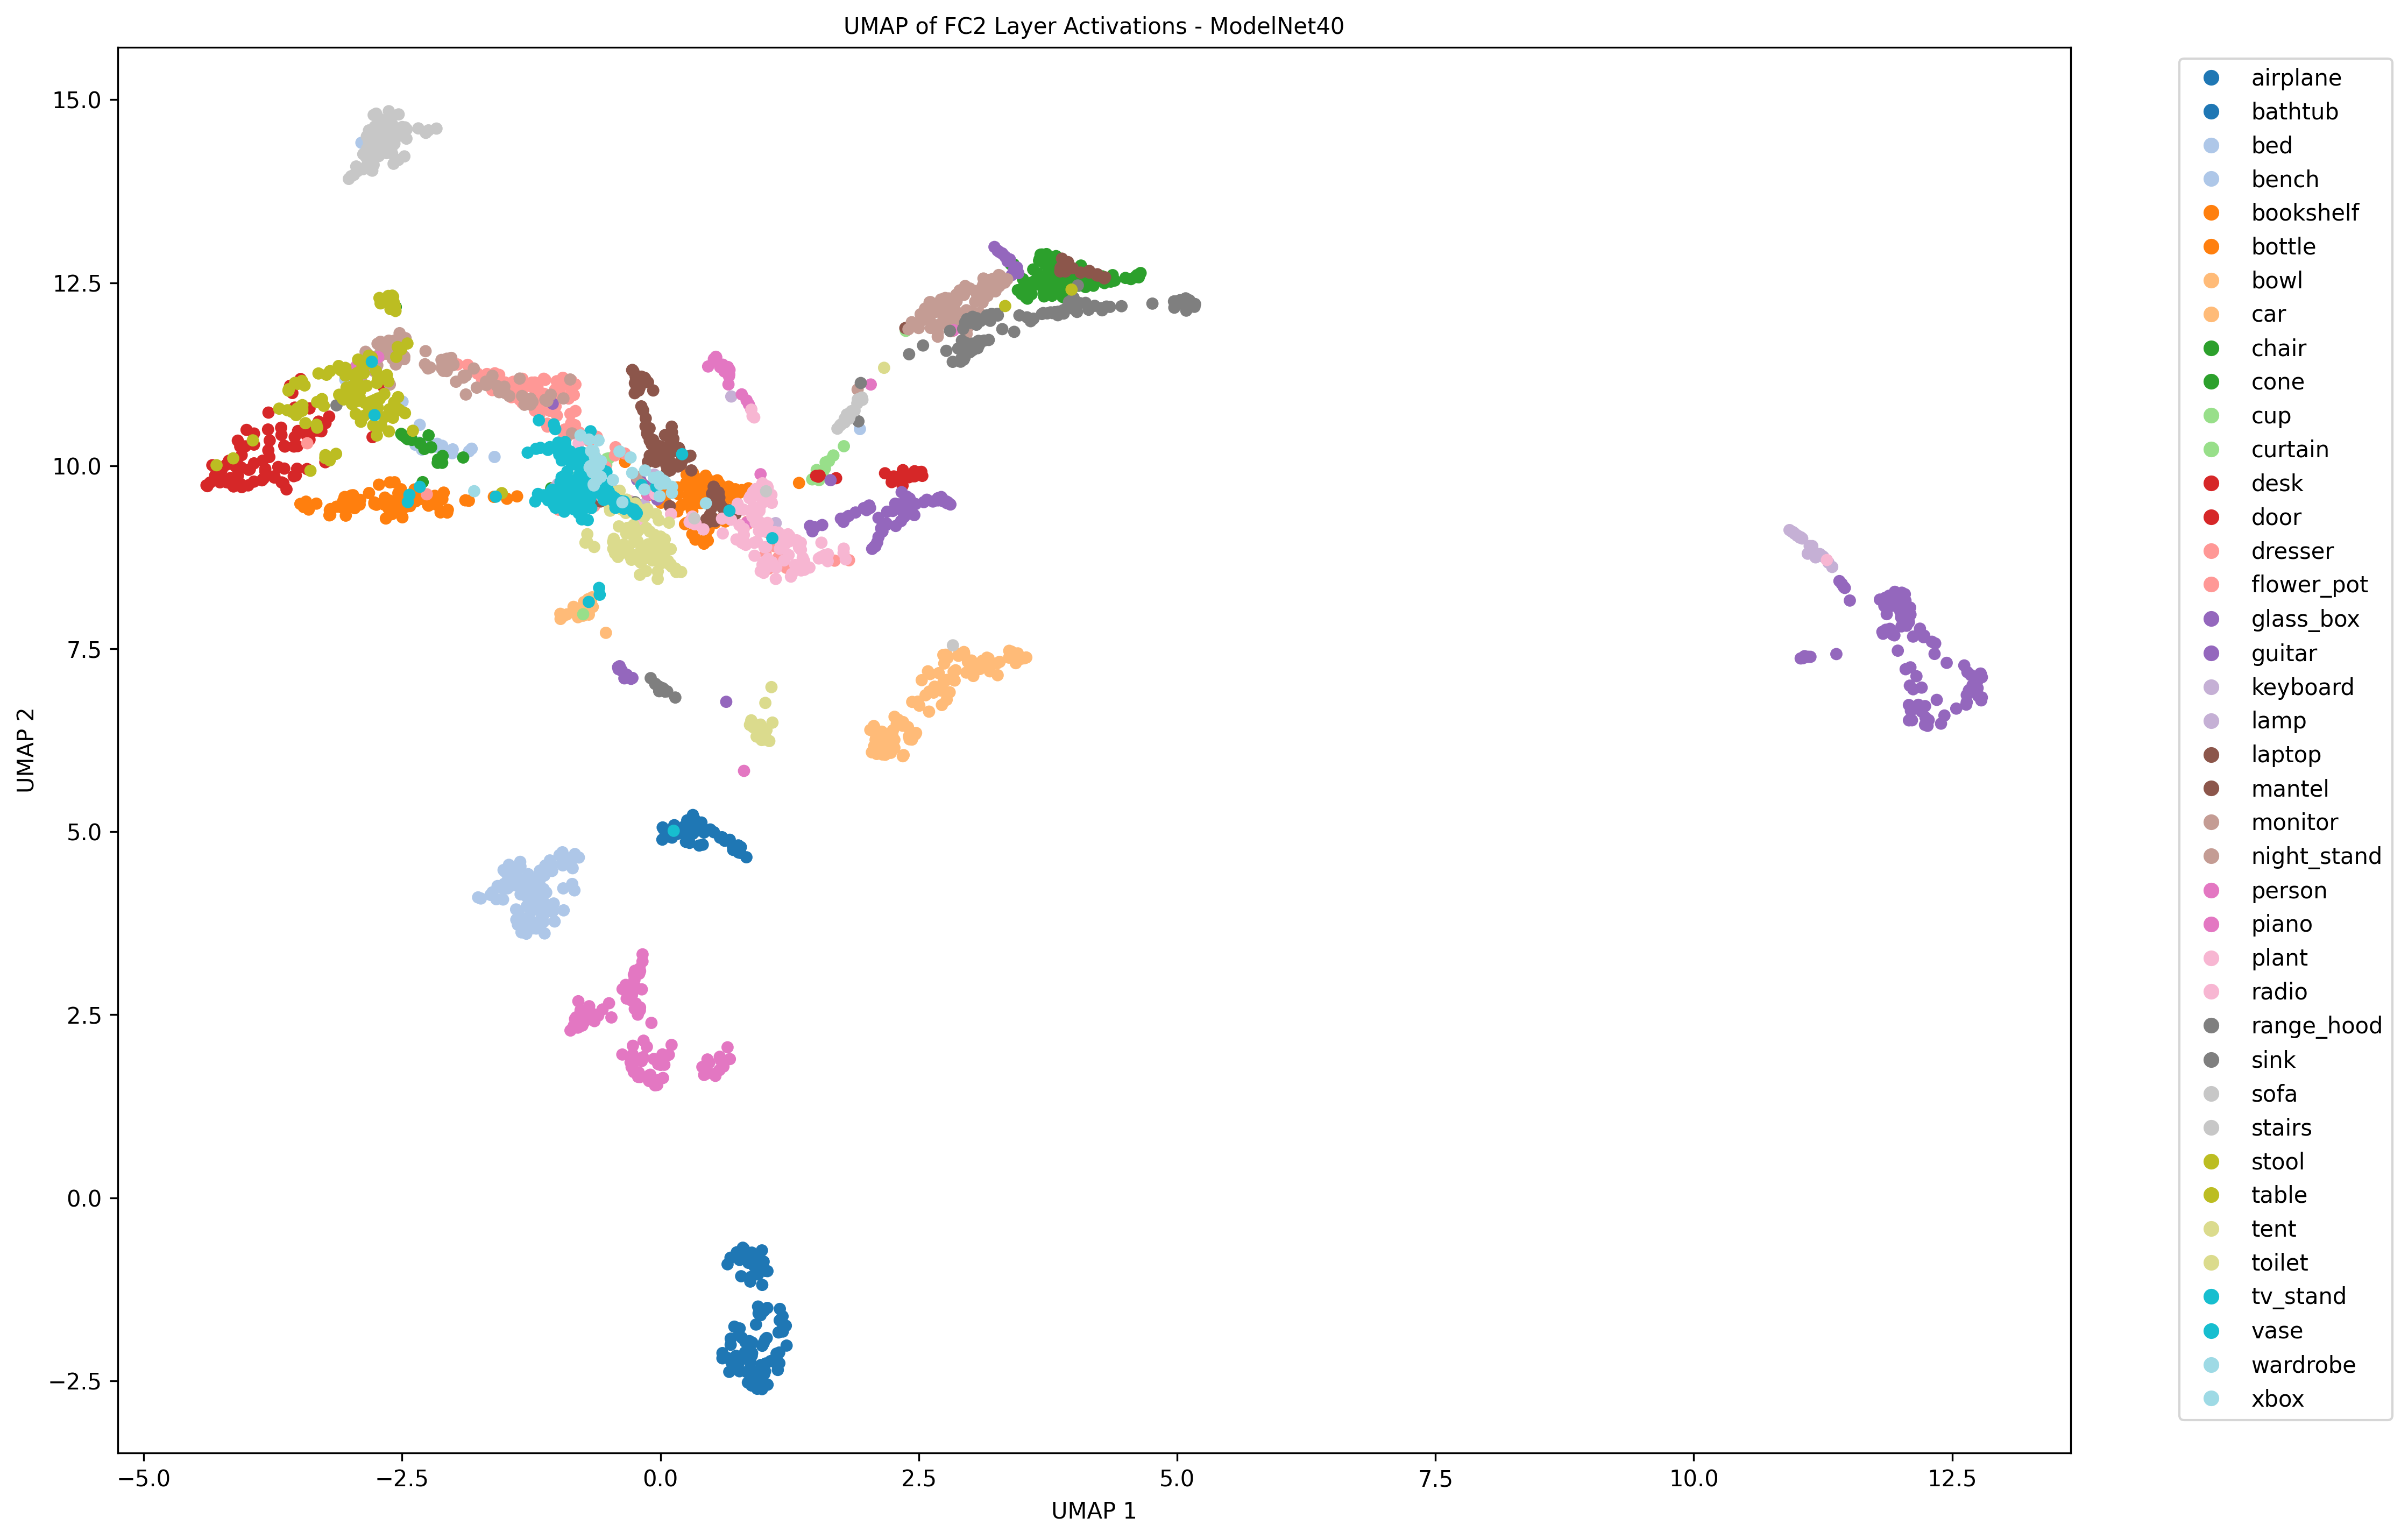 UMAP of FC2 Layer Activations - ModelNet40
UMAP 2
15.0
12.5
10.0
7.5
5.0
2.5
0.0
−2.5
−5.0
−2.5
0.0
2.5
5.0
7.5
10.0
12.5
UMAP 1
airplane
bathtub
bed
bench
bookshelf
bottle
bowl
car
chair
cone
cup
curtain
desk
door
dresser
flower_pot
glass_box
guitar
keyboard
lamp
laptop
mantel
monitor
night_stand
person
piano
plant
radio
range_hood
sink
sofa
stairs
stool
table
tent
toilet
tv_stand
vase
wardrobe
xbox